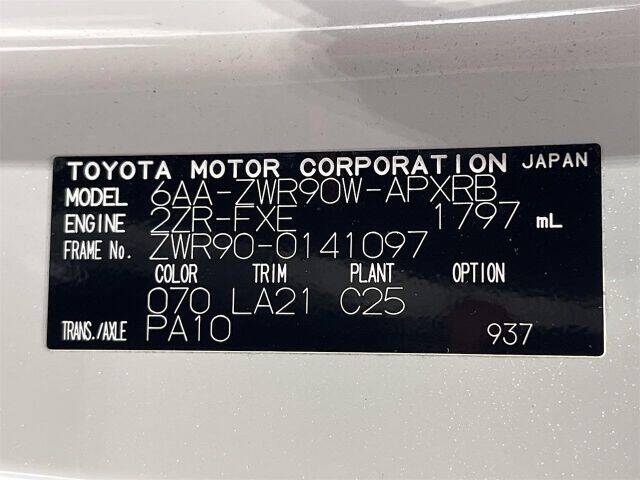 TOYOTA MOTOR CORPORATION JAPAN
MODEL 6AA-ZWR90W-APXRB
ENGINE 2ZR-FXE 1797 mL
FRAME No. ZWR90-0141097
COLOR TRIM PLANT OPTION
070 LA21 C25
TRANS./AXLE PA10 937